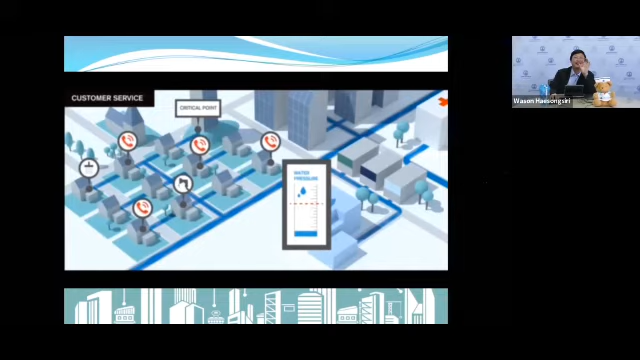 CUSTOMER SERVICE
CRITICAL POINT
WATER
PRESSURE
Wason Haesongsiri